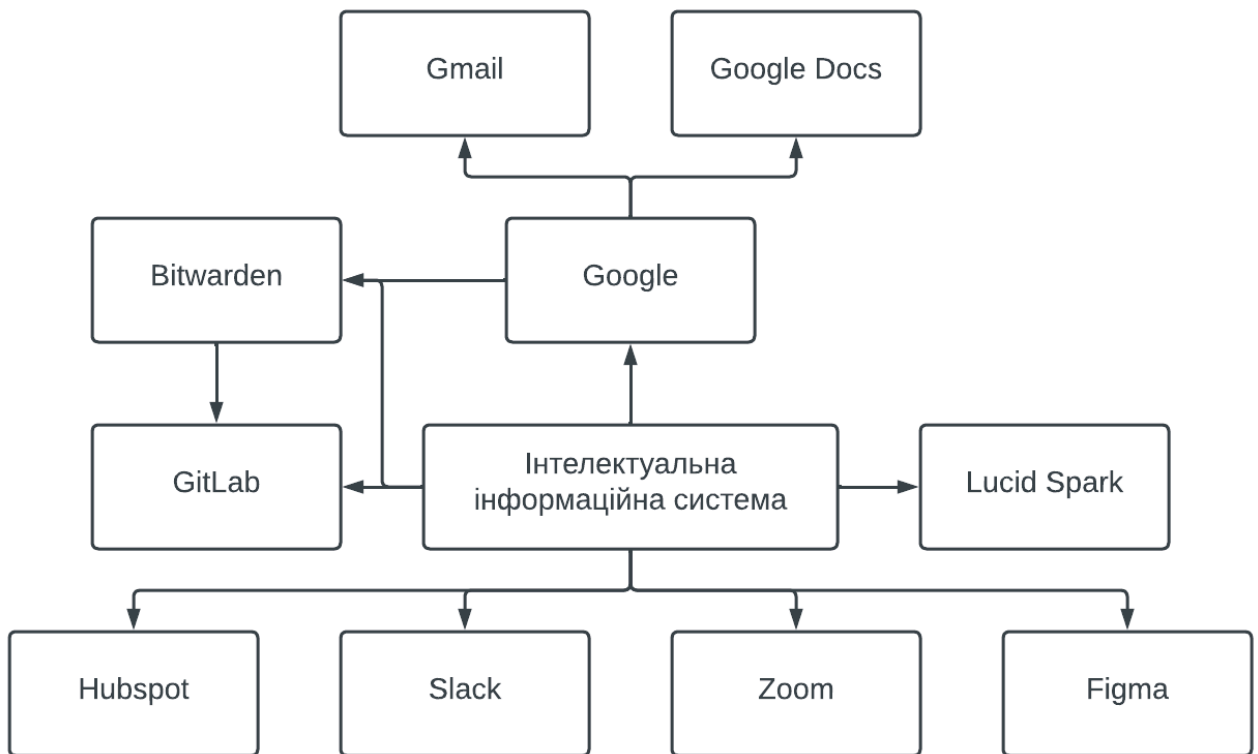 Gmail
Google Docs
Bitwarden
Google
GitLab
Інтелектуальна
інформаційна система
Lucid Spark
Hubspot
Slack
Zoom
Figma